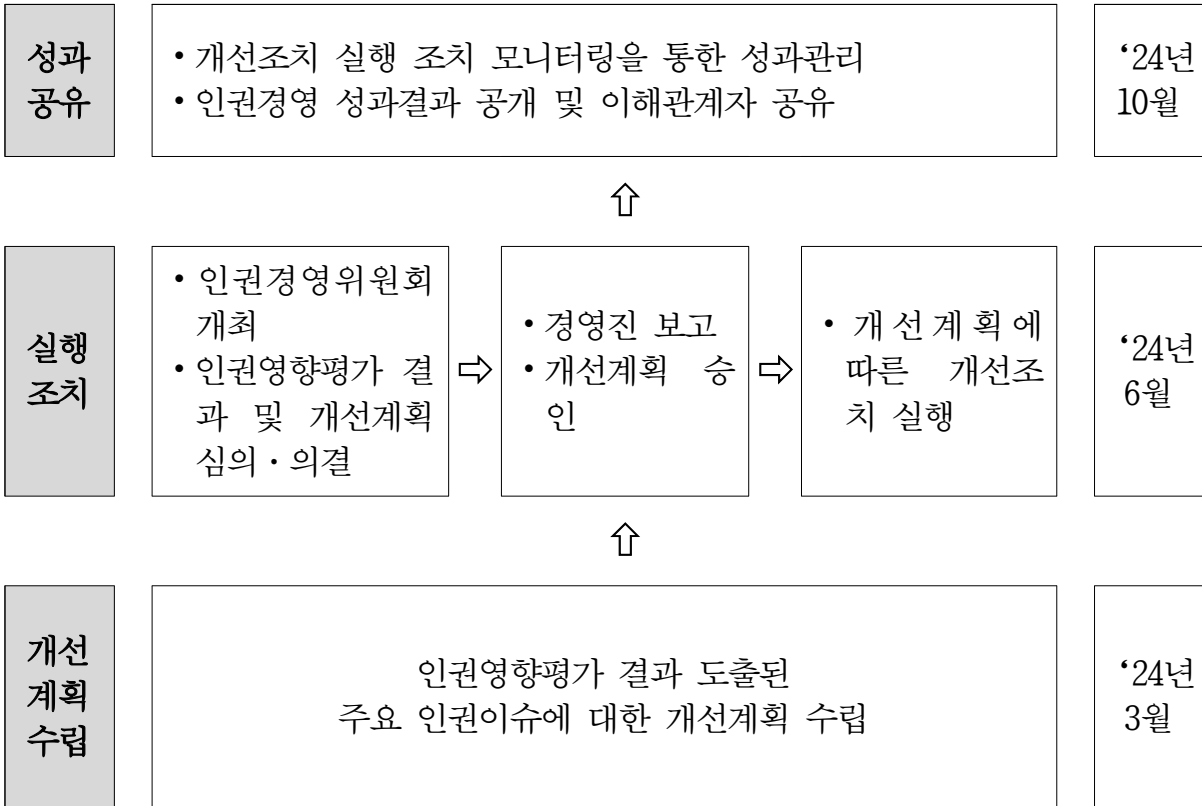 성과
공유
• 개선조치 실행 조치 모니터링을 통한 성과관리
• 인권경영 성과결과 공개 및 이해관계자 공유
‘24년
10월
⇧
실행
조치
• 인권경영위원회
개최
• 인권영향평가 결
과 및 개선계획
심의・의결
⇨
• 경영진 보고
• 개선계획 승
인
⇨
• 개선계획에
따른 개선조
치 실행
‘24년
6월
⇧
개선
계획
수립
인권영향평가 결과 도출된
주요 인권이슈에 대한 개선계획 수립
‘24년
3월